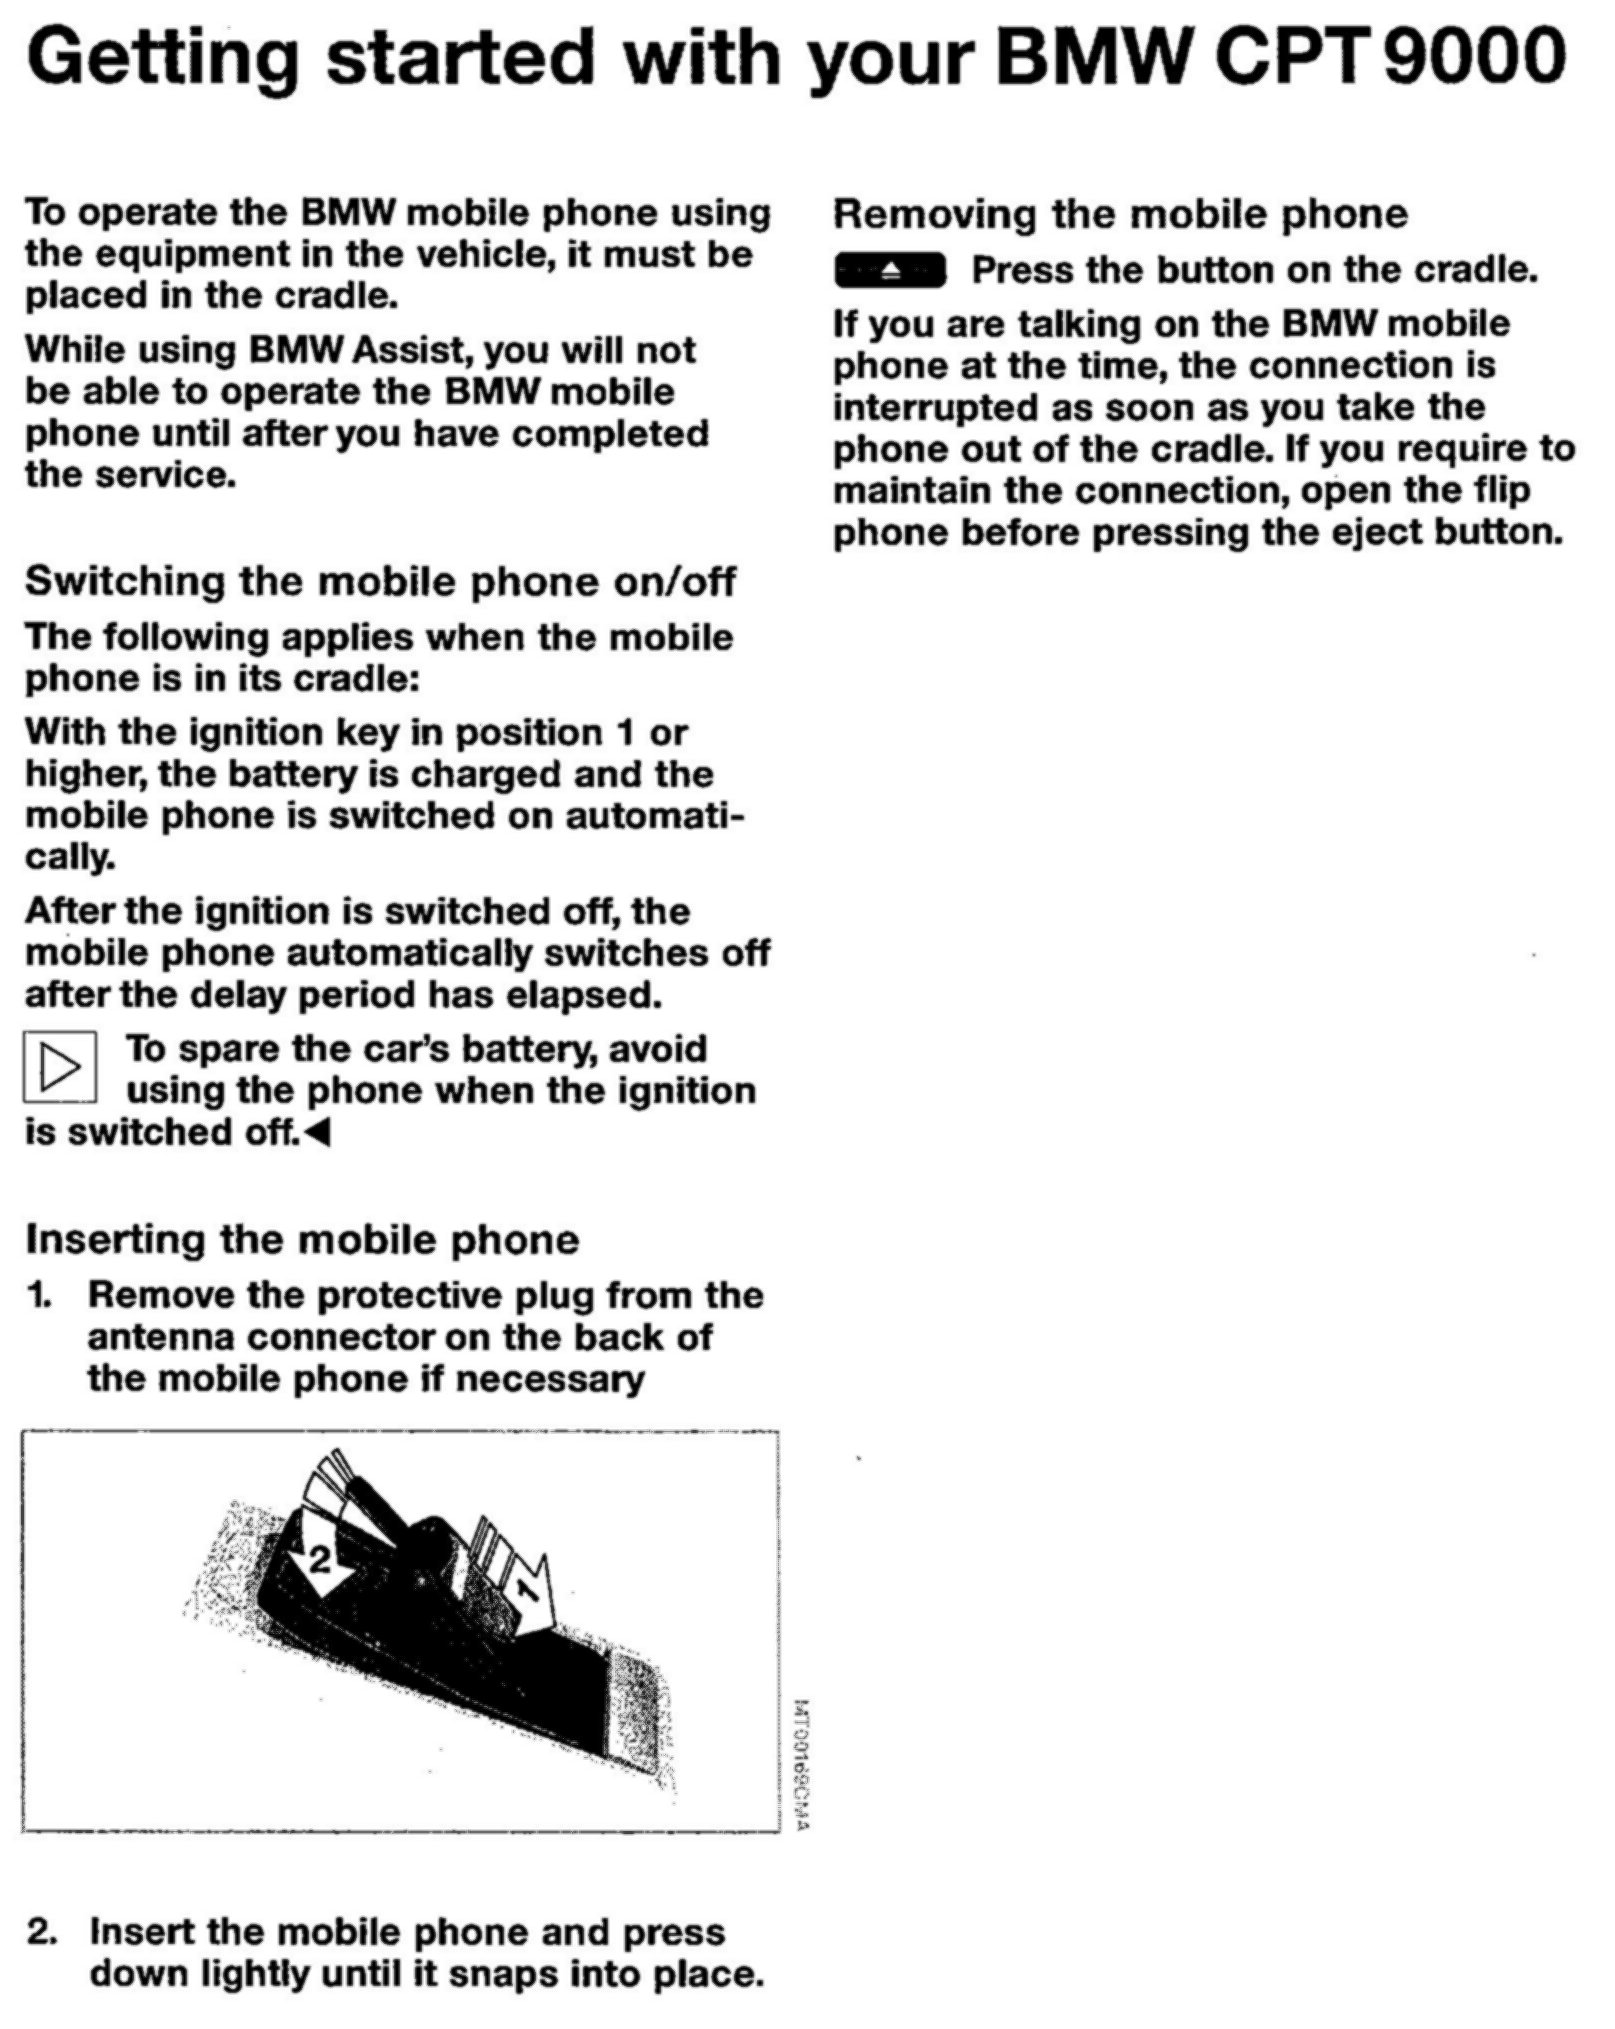 Getting started with your BMW CPT 9000
To operate the BMW mobile phone using
the equipment in the vehicle, it must be
placed in the cradle.
While using BMW Assist, you will not
be able to operate the BMW mobile
phone until after you have completed
the service.
Switching the mobile phone on/off
The following applies when the mobile
phone is in its cradle:
With the ignition key in position 1 or
higher, the battery is charged and the
mobile phone is switched on automati-
cally.
After the ignition is switched off, the
mobile phone automatically switches off
after the delay period has elapsed.
To spare the car's battery, avoid
using the phone when the ignition
is switched off.
Inserting the mobile phone
1. Remove the protective plug from the
antenna connector on the back of
the mobile phone if necessary
2
1
MT00169CMA
2. Insert the mobile phone and press
down lightly until it snaps into place.
Removing the mobile phone
Press the button on the cradle.
If you are talking on the BMW mobile
phone at the time, the connection is
interrupted as soon as you take the
phone out of the cradle. If you require to
maintain the connection, open the flip
phone before pressing the eject button.